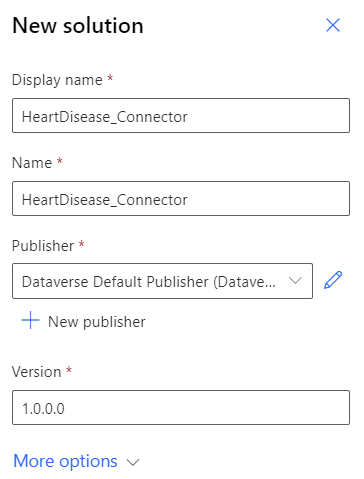 New solution
Display name *
HeartDisease_Connector
Name *
HeartDisease_Connector
Publisher *
Dataverse Default Publisher (Datave...
New publisher
Version *
1.0.0.0
More options